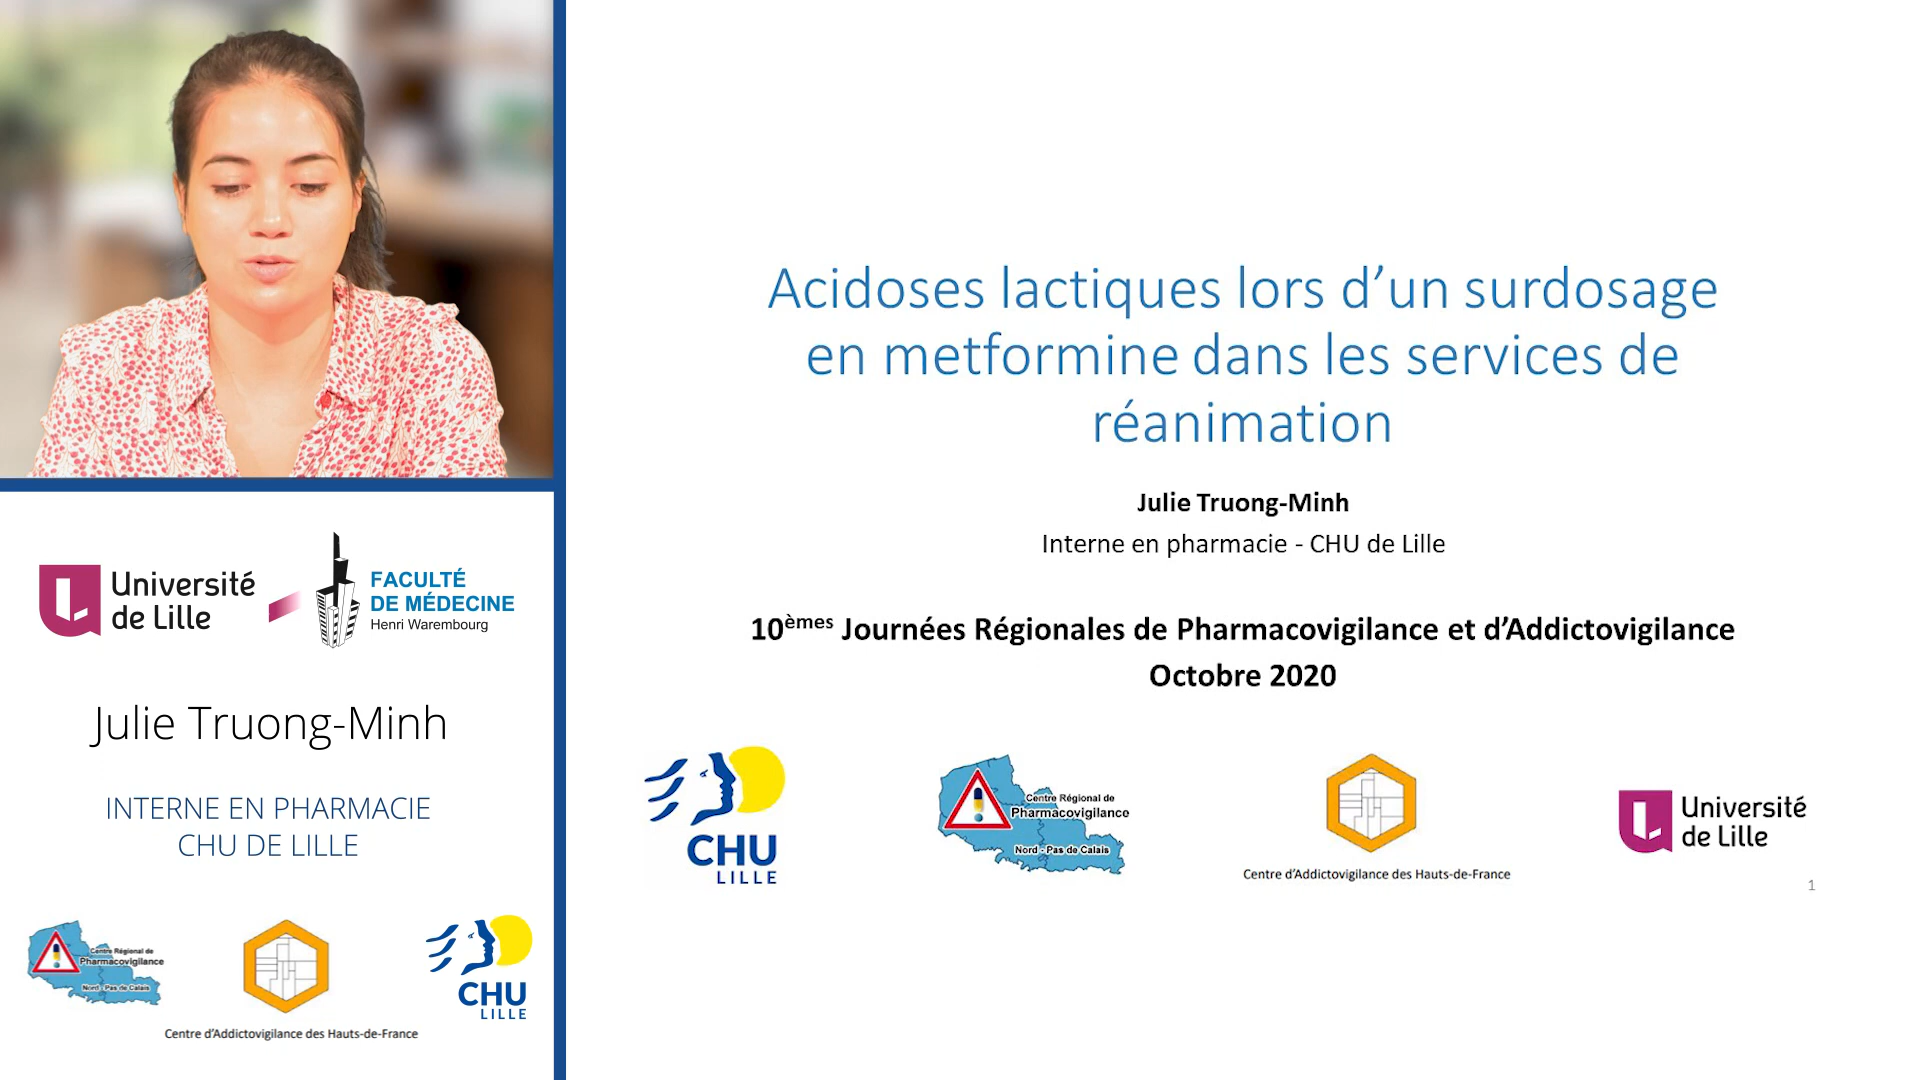 Université
de Lille
FACULTÉ
DE MÉDECINE
Henri Warembourg
Julie Truong-Minh
INTERNE EN PHARMACIE
CHU DE LILLE
Centre Régional de
Pharmacovigilance
Nord - Pas de Calais
CHU
LILLE
Centre d'Addictovigilance des Hauts-de-France
Acidoses lactiques lors d’un surdosage
en metformine dans les services de
réanimation
Julie Truong-Minh
Interne en pharmacie - CHU de Lille
10èmes Journées Régionales de Pharmacovigilance et d’Addictovigilance
Octobre 2020
CHU
LILLE
Centre Régional de
Pharmacovigilance
Nord - Pas de Calais
Centre d’Addictovigilance des Hauts-de-France
Université
de Lille
1